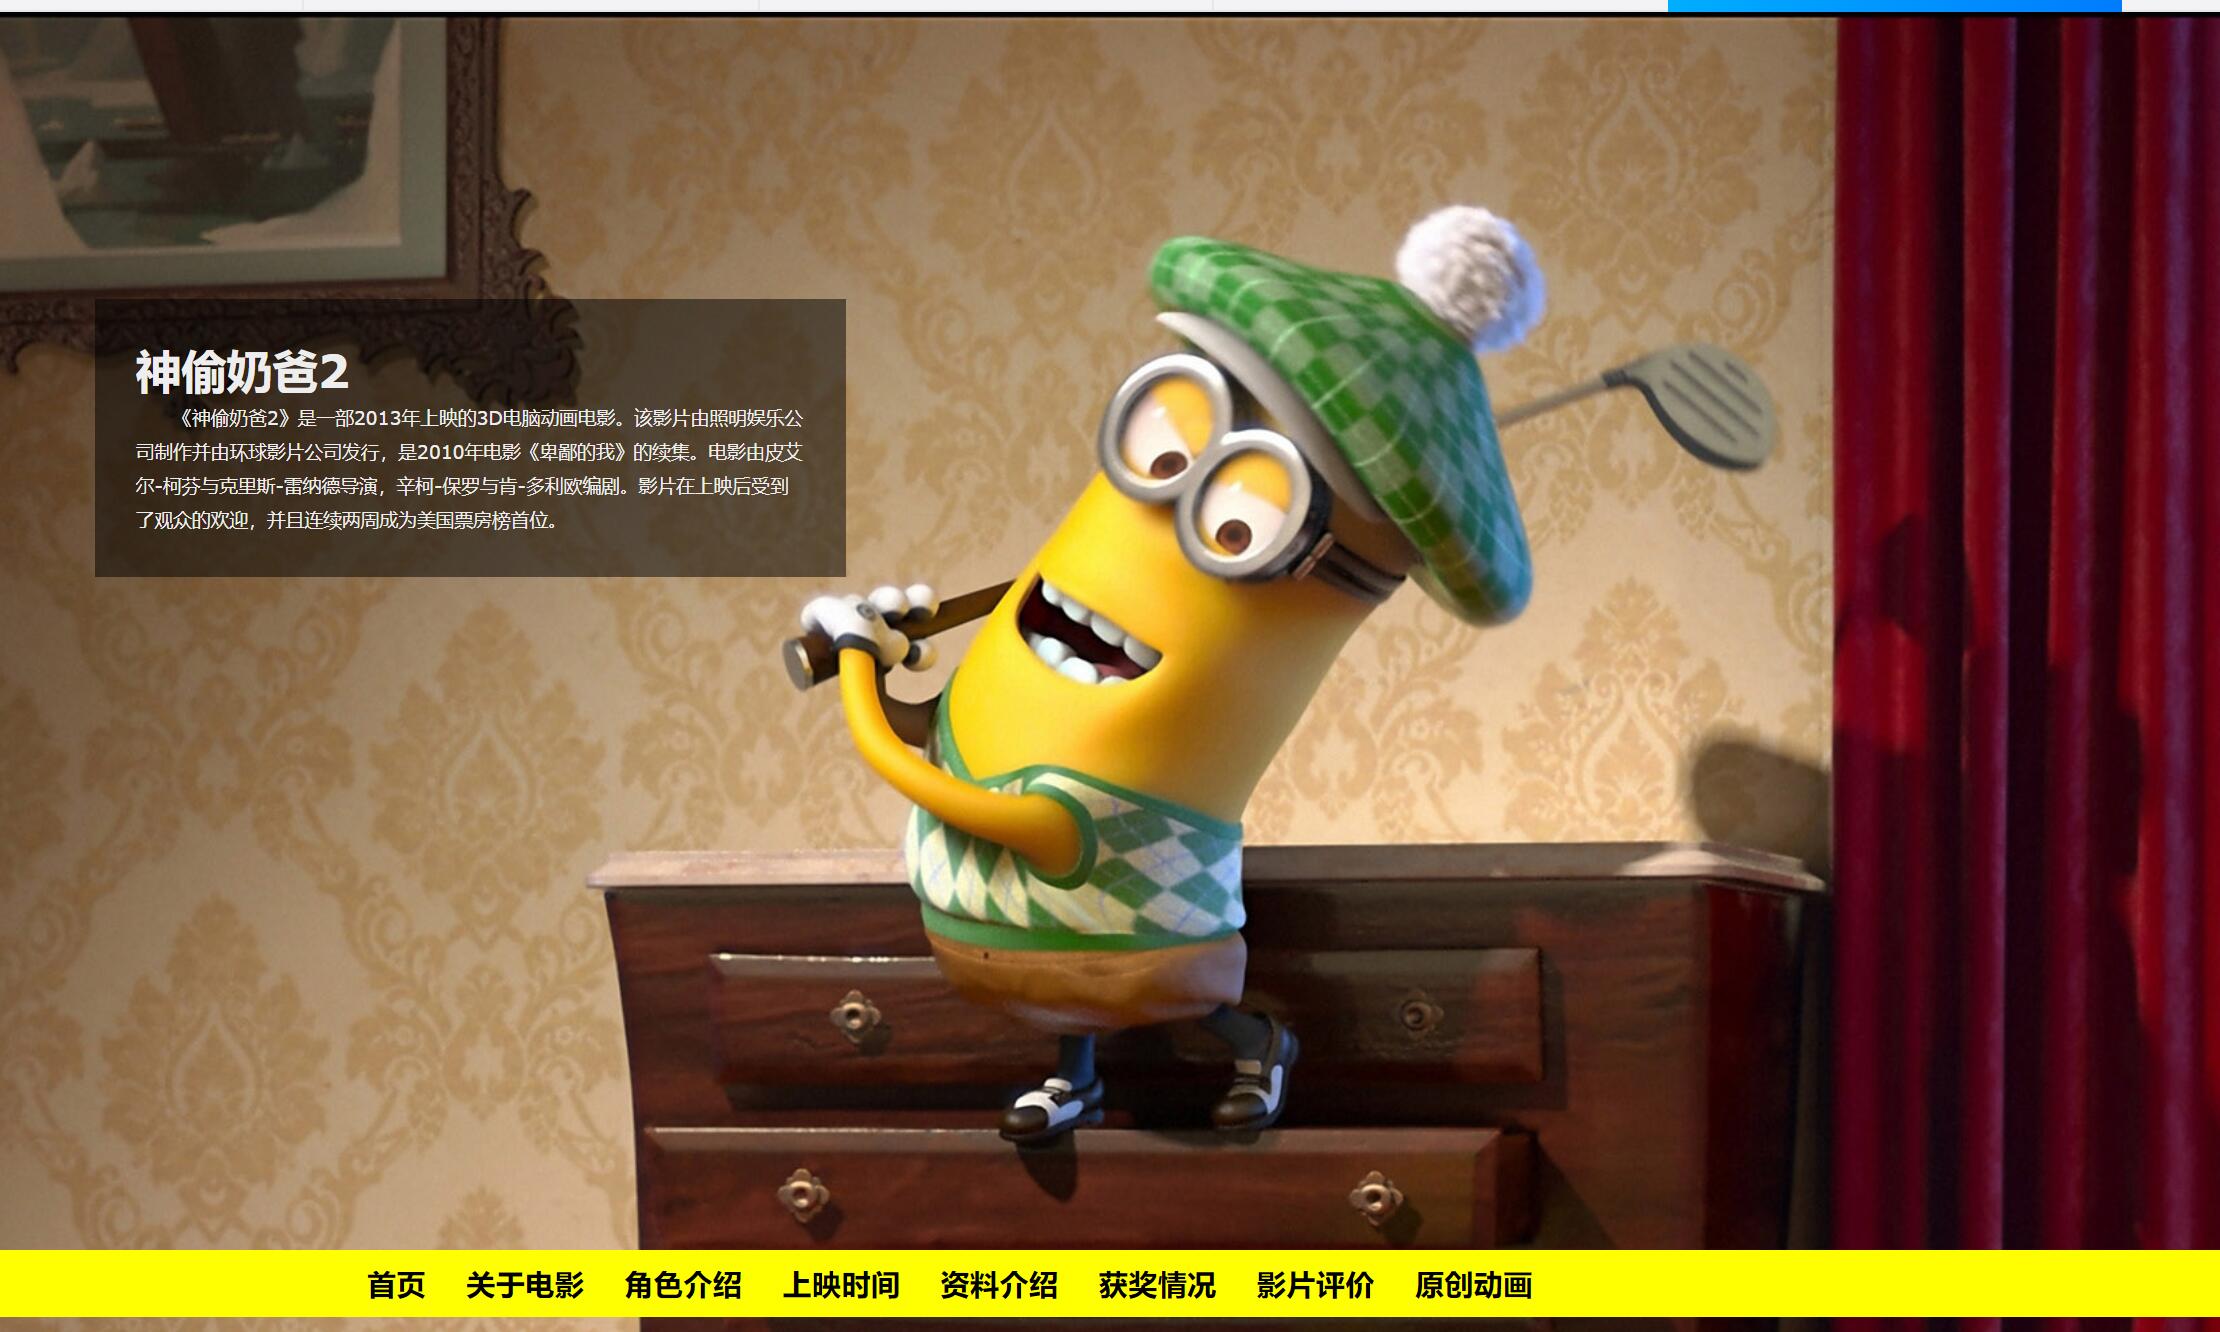 神偷奶爸2
《神偷奶爸2》是一部2013年上映的3D电脑动画电影。该影片由照明娱乐公
司制作并由环球影片公司发行，是2010年电影《卑鄙的我》的续集。电影由皮艾
尔-柯芬与克里斯-雷纳德导演，辛柯-保罗与肯-多利欧编剧。影片在上映后受到
了观众的欢迎，并且连续两周成为美国票房榜首位。
首页 关于电影 角色介绍 上映时间 资料介绍 获奖情况 影片评价 原创动画